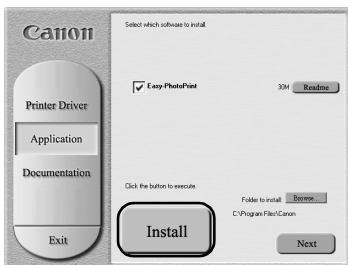 Canon
Select which software to install.
Easy-PhotoPrint
30M Readme
Printer Driver
Application
Documentation
Click the button to execute.
Folder to install: Browse...
C:\Program Files\Canon
Install
Exit
Next